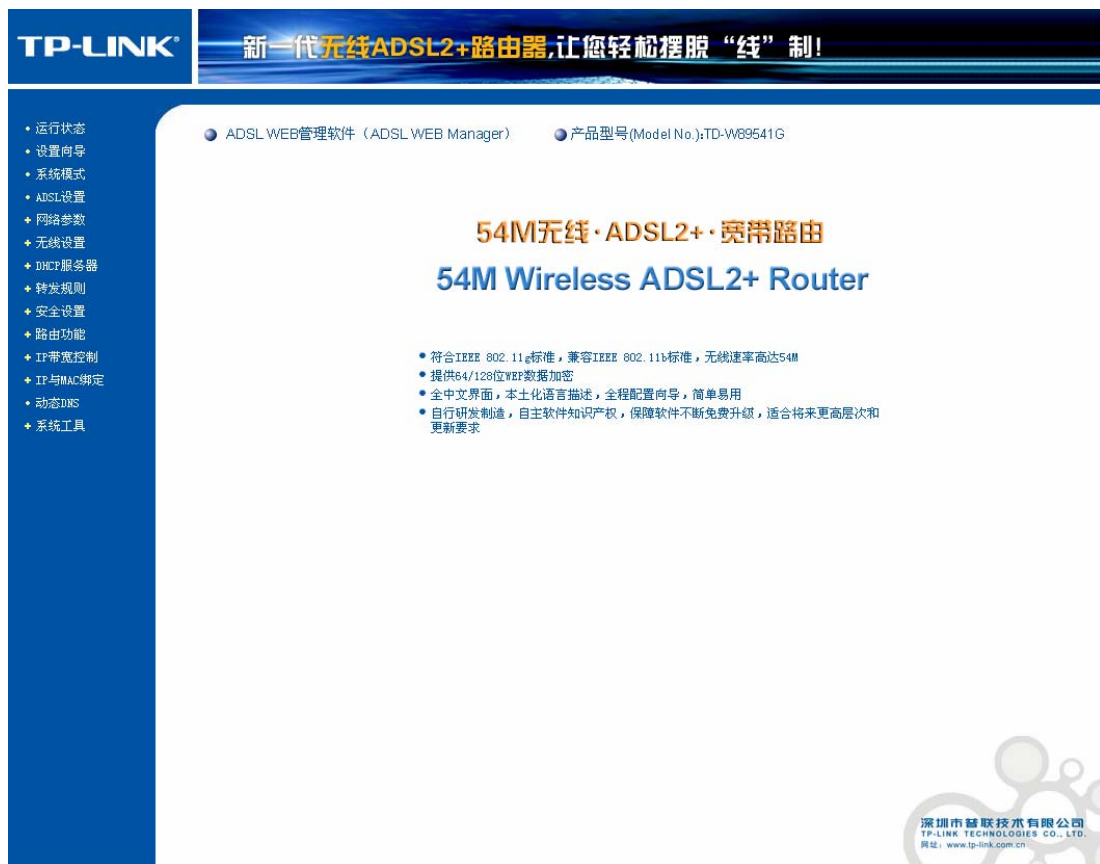 TP-LINK®
新一代无线ADSL2+路由器,让您轻松摆脱“线”制!
• 运行状态
• 设置向导
• 系统模式
• ADSL设置
+ 网络参数
+ 无线设置
+ DHCP服务器
+ 转发规则
+ 安全设置
+ 路由功能
+ IP带宽控制
+ IP与MAC绑定
• 动态DNS
+ 系统工具
ADSL WEB管理软件（ADSL WEB Manager） 产品型号(Model No.):TD-W89541G
54M无线·ADSL2+·宽带路由
54M Wireless ADSL2+ Router
• 符合IEEE 802.11g标准，兼容IEEE 802.11b标准，无线速率高达54M
• 提供64/128位WEP数据加密
• 全中文界面，本土化语言描述，全程配置向导，简单易用
• 自行研发制造，自主软件知识产权，保障软件不断免费升级，适合将来更高层次和
更新要求
深圳市普联技术有限公司
TP-LINK TECHNOLOGIES CO., LTD.
网址：www.tp-link.com.cn